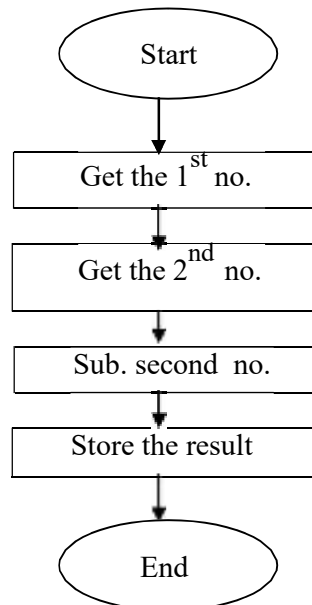 Start
Get the 1st no.
Get the 2nd no.
Sub. second no.
Store the result
End